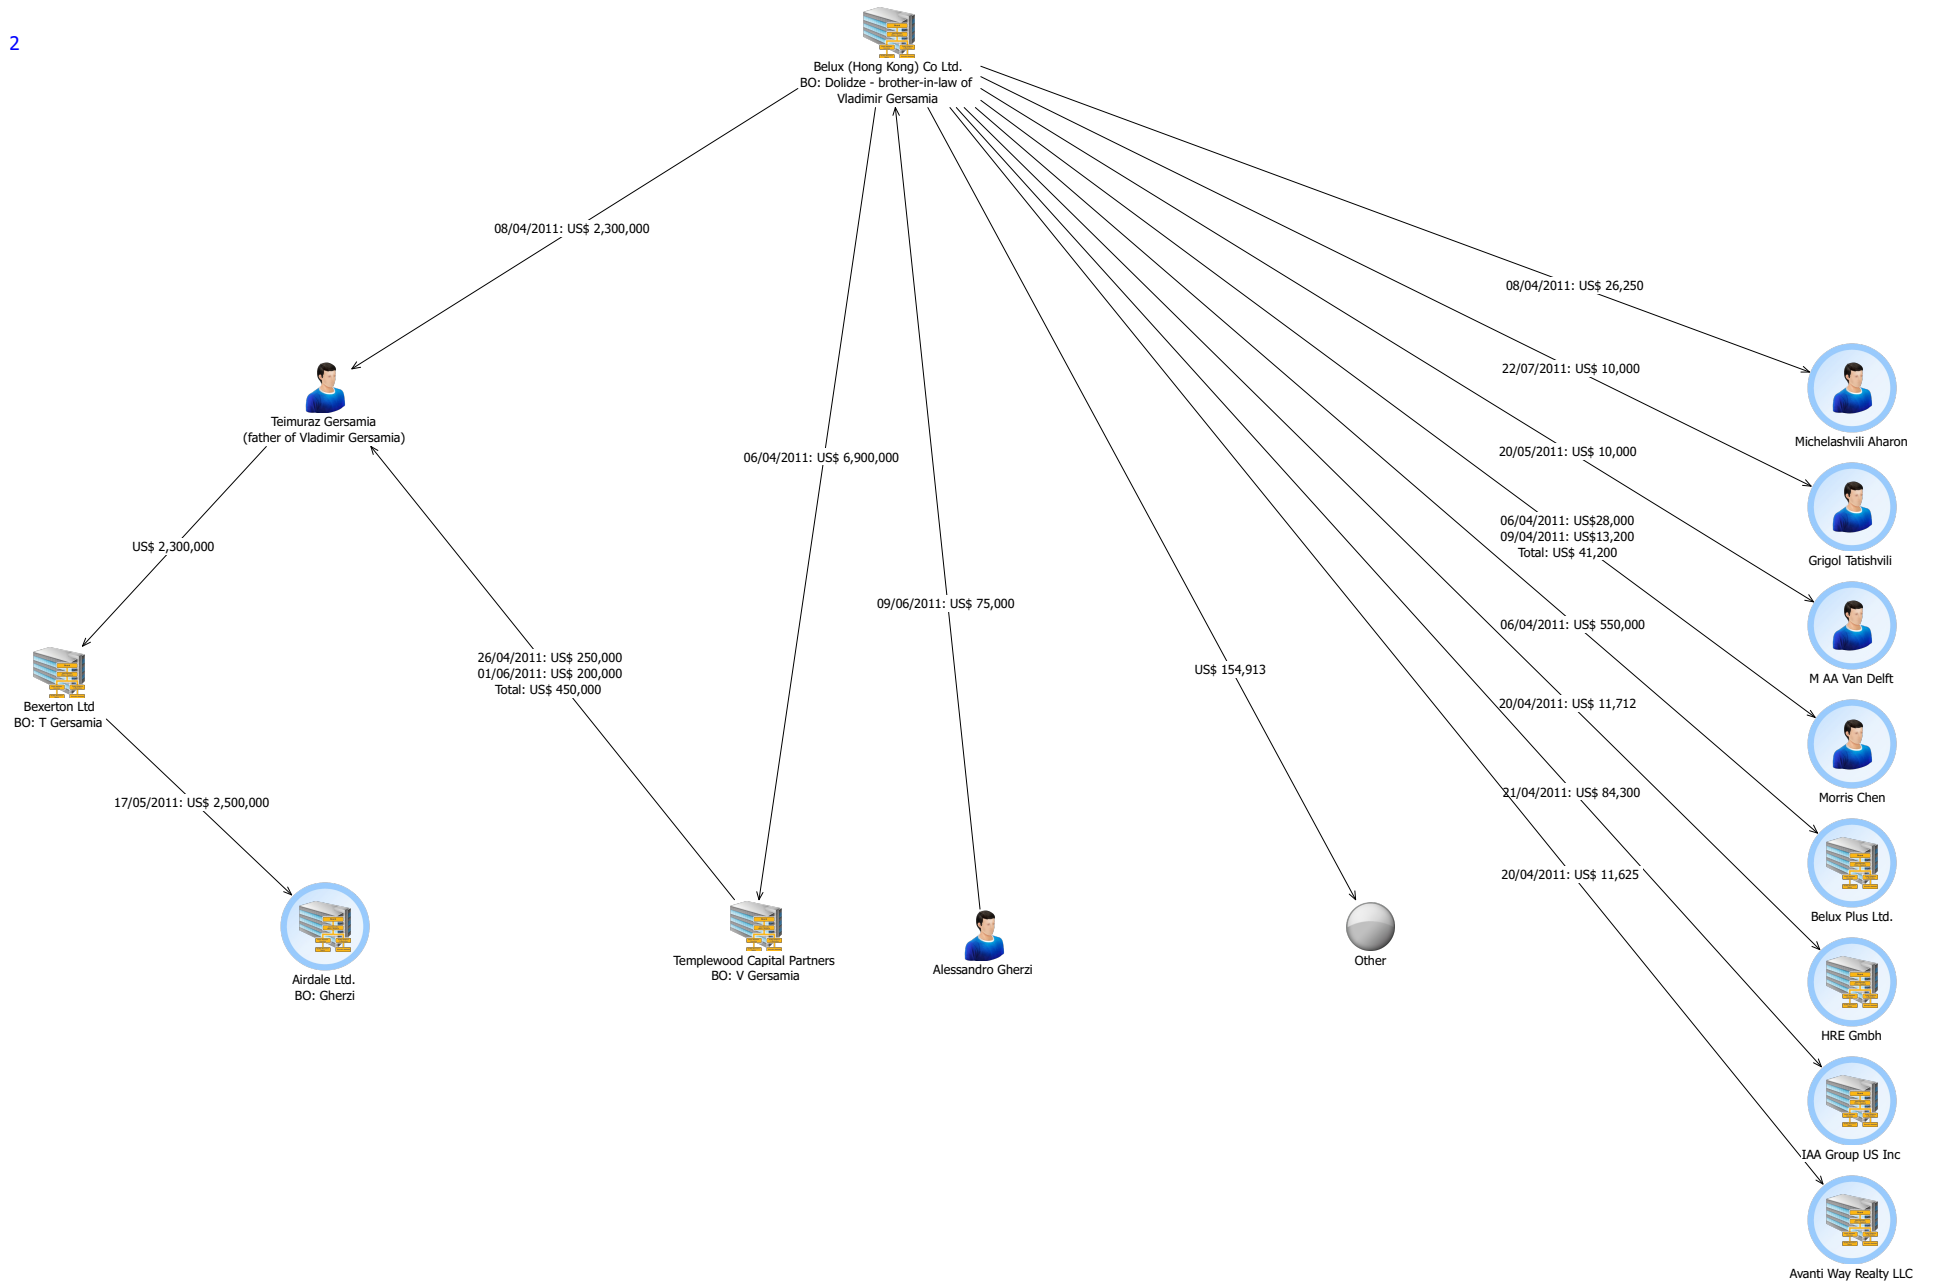 2
Belux (Hong Kong) Co Ltd.
BO: Dolidze - brother-in-law of
Vladimir Gersamia
08/04/2011: US$ 2,300,000
08/04/2011: US$ 26,250
22/07/2011: US$ 10,000
Teimuraz Gersamia
(father of Vladimir Gersamia)
Michelashvili Aharon
06/04/2011: US$ 6,900,000
20/05/2011: US$ 10,000
06/04/2011: US$28,000
09/04/2011: US$13,200
Total: US$ 41,200
US$ 2,300,000
Grigol Tatishvili
09/06/2011: US$ 75,000
06/04/2011: US$ 550,000
26/04/2011: US$ 250,000
01/06/2011: US$ 200,000
Total: US$ 450,000
US$ 154,913
M AA Van Delft
Bexerton Ltd
BO: T Gersamia
20/04/2011: US$ 11,712
17/05/2011: US$ 2,500,000
21/04/2011: US$ 84,300
Morris Chen
20/04/2011: US$ 11,625
Belux Plus Ltd.
Airdale Ltd.
BO: Gherzi
Templewood Capital Partners
BO: V Gersamia
Alessandro Gherzi
Other
HRE Gmbh
IAA Group US Inc
Avanti Way Realty LLC